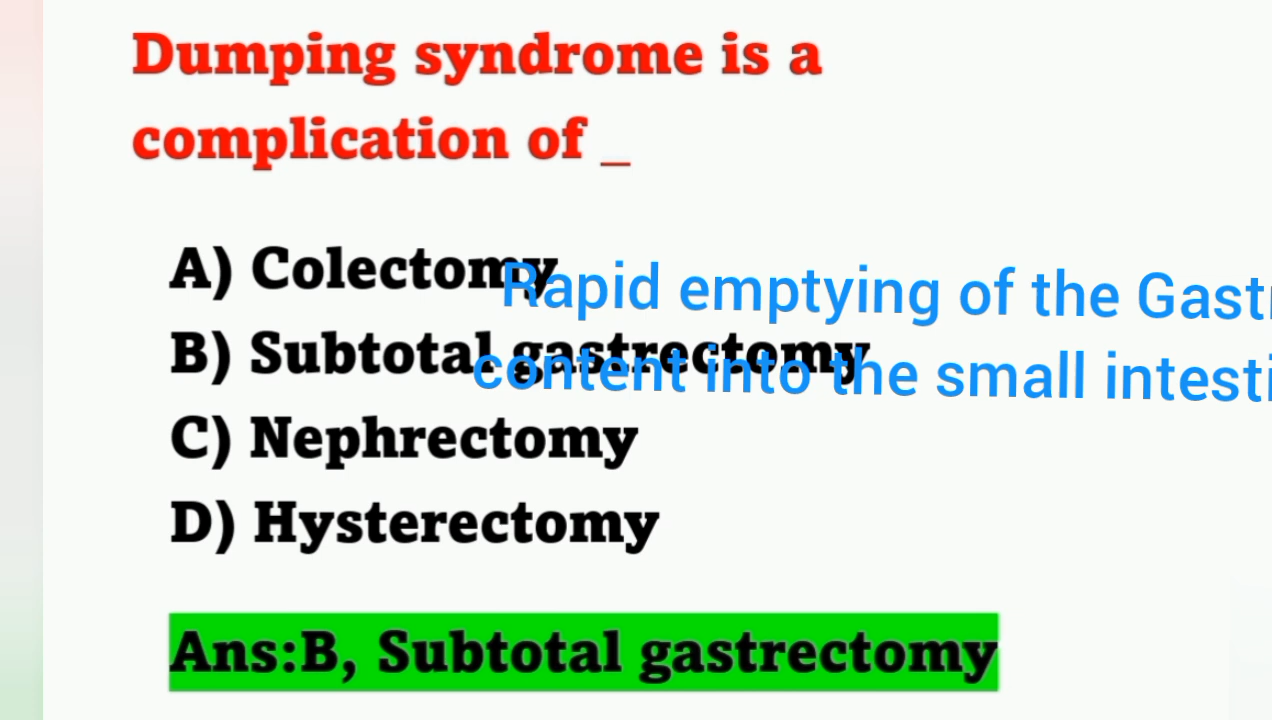 Dumping syndrome is a
complication of _
A) Colectomy
Rapid emptying of the
B) Subtotal gastrectomy
content into the small
C) Nephrectomy
D) Hysterectomy
Ans:B, Subtotal gastrectomy